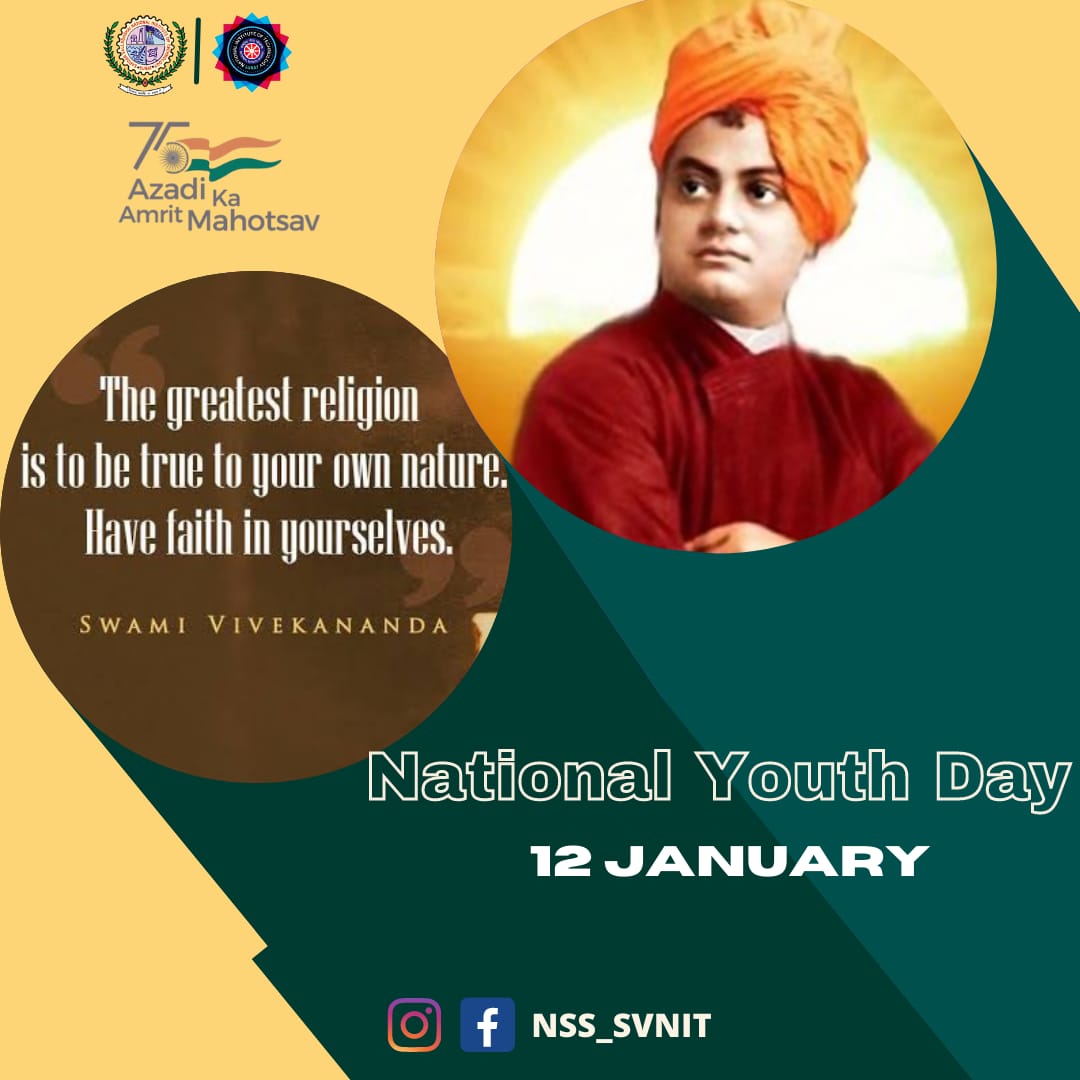 75
Azadi Ka
Amrit Mahotsav
The greatest religion
is to be true to your own nature.
Have faith in yourselves.
SWAMI VIVEKANANDA
National Youth Day
12 JANUARY
NSS_SVNIT